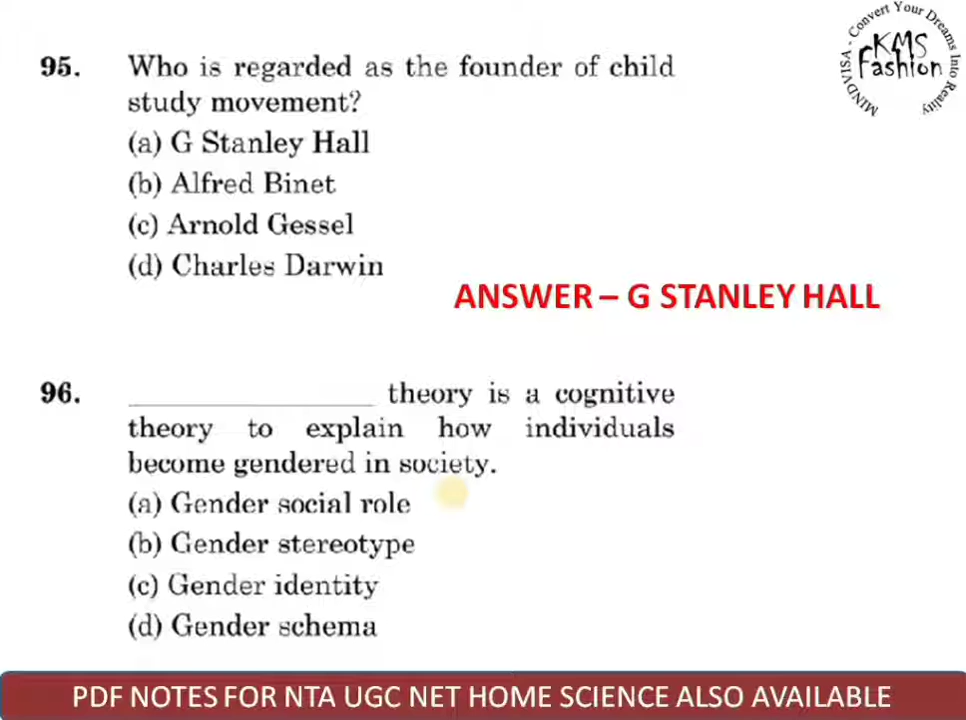 MINDVISA - Convert Your Dreams Into Reality
KMS
Fashion
95. Who is regarded as the founder of child
study movement?
(a) G Stanley Hall
(b) Alfred Binet
(c) Arnold Gessel
(d) Charles Darwin
ANSWER – G STANLEY HALL
96. ____________ theory is a cognitive
theory to explain how individuals
become gendered in society.
(a) Gender social role
(b) Gender stereotype
(c) Gender identity
(d) Gender schema
PDF NOTES FOR NTA UGC NET HOME SCIENCE ALSO AVAILABLE